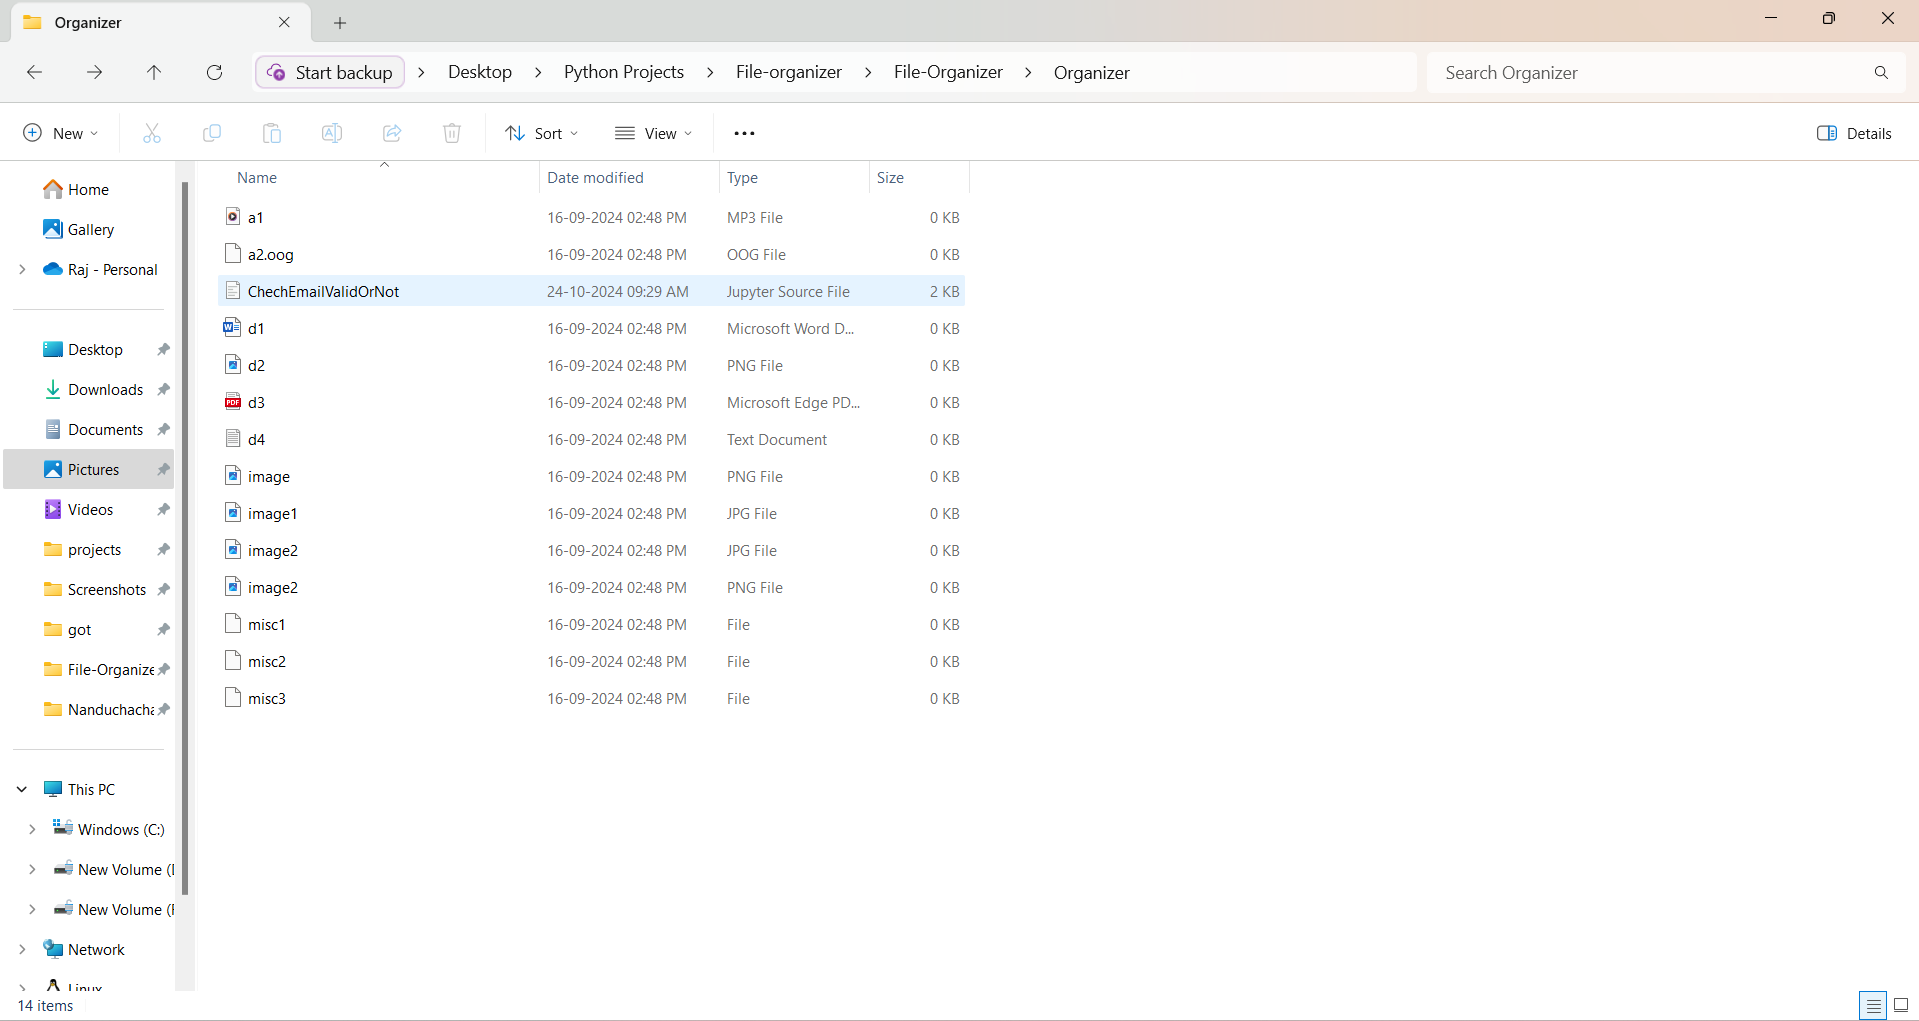 Organizer
Start backup > Desktop > Python Projects > File-organizer > File-Organizer > Organizer
Search Organizer
New
Sort
View
Details
Home
Gallery
Raj - Personal
Desktop
Downloads
Documents
Pictures
Videos
projects
Screenshots
got
File-Organize
Nanduchacha
This PC
Windows (C:)
New Volume (
New Volume (
Network
Linux
Name Date modified Type Size
a1 16-09-2024 02:48 PM MP3 File 0 KB
a2.oog 16-09-2024 02:48 PM OOG File 0 KB
ChechEmailValidOrNot 24-10-2024 09:29 AM Jupyter Source File 2 KB
d1 16-09-2024 02:48 PM Microsoft Word D... 0 KB
d2 16-09-2024 02:48 PM PNG File 0 KB
d3 16-09-2024 02:48 PM Microsoft Edge PD... 0 KB
d4 16-09-2024 02:48 PM Text Document 0 KB
image 16-09-2024 02:48 PM PNG File 0 KB
image1 16-09-2024 02:48 PM JPG File 0 KB
image2 16-09-2024 02:48 PM JPG File 0 KB
image2 16-09-2024 02:48 PM PNG File 0 KB
misc1 16-09-2024 02:48 PM File 0 KB
misc2 16-09-2024 02:48 PM File 0 KB
misc3 16-09-2024 02:48 PM File 0 KB
14 items